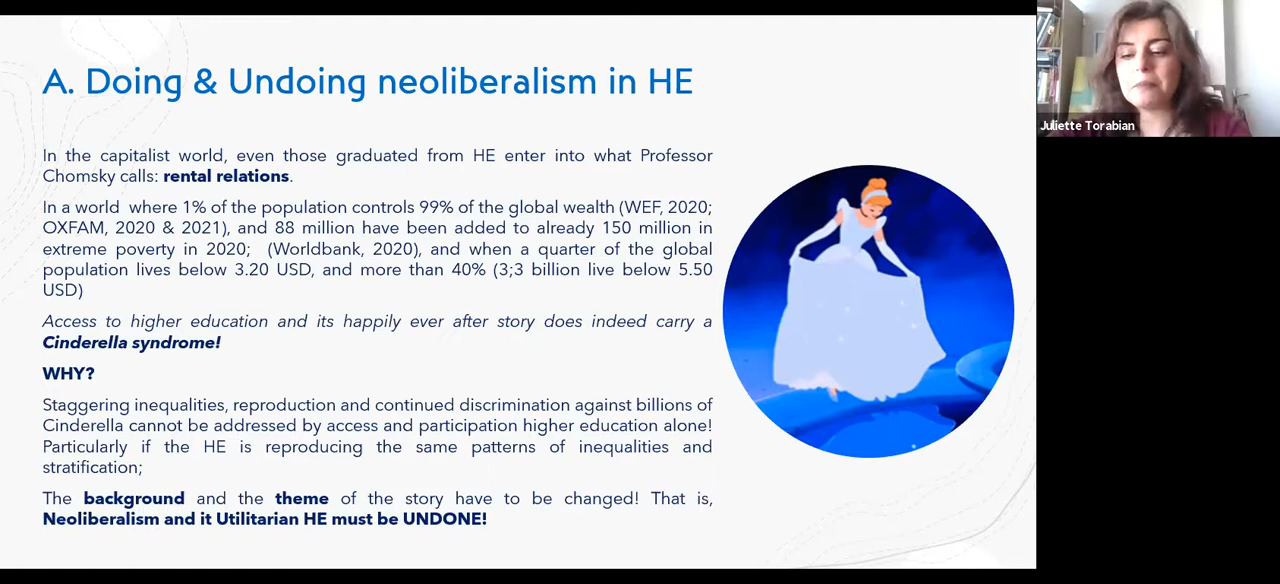 A. Doing & Undoing neoliberalism in HE
Juliette Torabian
In the capitalist world, even those graduated from HE enter into what Professor
Chomsky calls: rental relations.
In a world where 1% of the population controls 99% of the global wealth (WEF, 2020;
OXFAM, 2020 & 2021), and 88 million have been added to already 150 million in
extreme poverty in 2020; (Worldbank, 2020), and when a quarter of the global
population lives below 3.20 USD, and more than 40% (3;3 billion live below 5.50
USD)
Access to higher education and its happily ever after story does indeed carry a
Cinderella syndrome!
WHY?
Staggering inequalities, reproduction and continued discrimination against billions of
Cinderella cannot be addressed by access and participation higher education alone!
Particularly if the HE is reproducing the same patterns of inequalities and
stratification;
The background and the theme of the story have to be changed! That is,
Neoliberalism and it Utilitarian HE must be UNDONE!